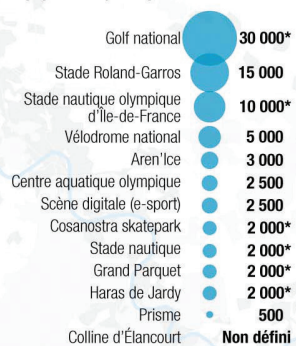 Golf national 30 000*
Stade Roland-Garros 15 000
Stade nautique olympique
d'Île-de-France 10 000*
Vélodrome national 5 000
Aren'Ice 3 000
Centre aquatique olympique 2 500
Scène digitale (e-sport) 2 500
Cosanostra skatepark 2 000*
Stade nautique 2 000*
Grand Parquet 2 000*
Haras de Jardy 2 000*
Prisme 500
Colline d'Élancourt Non défini